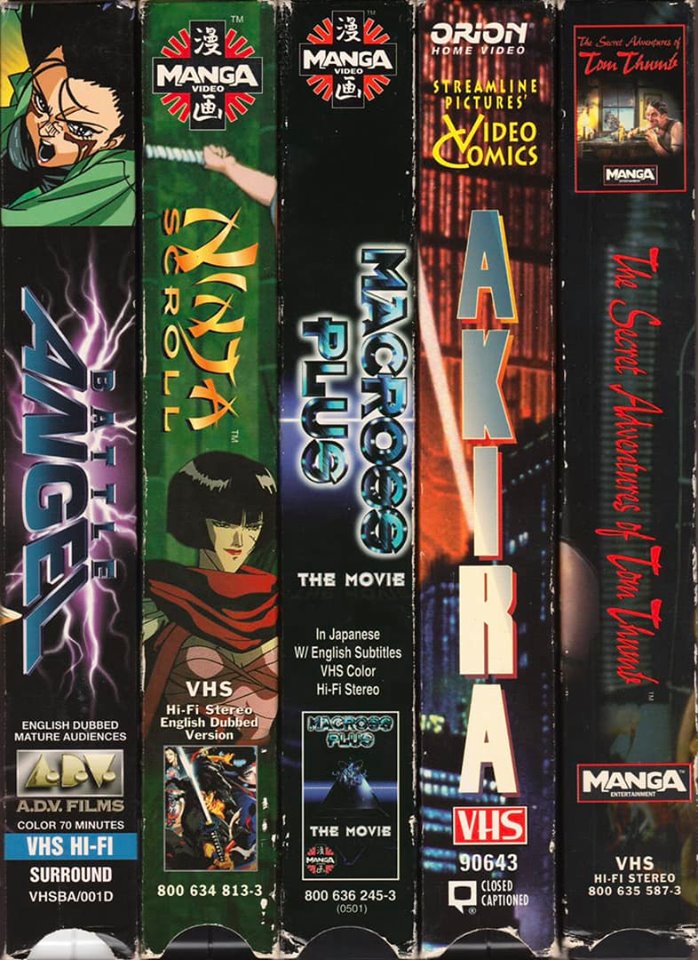 BATTLE
ANGEL
ENGLISH DUBBED
MATURE AUDIENCES
A.D.V.
A.D.V. FILMS
COLOR 70 MINUTES
VHS HI-FI
SURROUND
VHSBA/001D
漫
TM
MANGA
VIDEO
画
NINJA
SCROLL
TM
VHS
Hi-Fi Stereo
English Dubbed
Version
800 634 813-3
漫
TM
MANGA
VIDEO
画
MACROSS
PLUS
THE MOVIE
In Japanese
W/ English Subtitles
VHS Color
Hi-Fi Stereo
MACROSS
PLUS
THE MOVIE
MANGA
800 636 245-3
(0501)
ORION
HOME VIDEO
STREAMLINE
PICTURES'
VIDEO
COMICS
AKIRA
VHS
90643
CLOSED
CAPTIONED
®
The Secret Adventures of
Tom Thumb
MANGA
ENTERTAINMENT
The Secret Adventures of Tom Thumb
TM
MANGA
ENTERTAINMENT
VHS
HI-FI STEREO
800 635 587-3